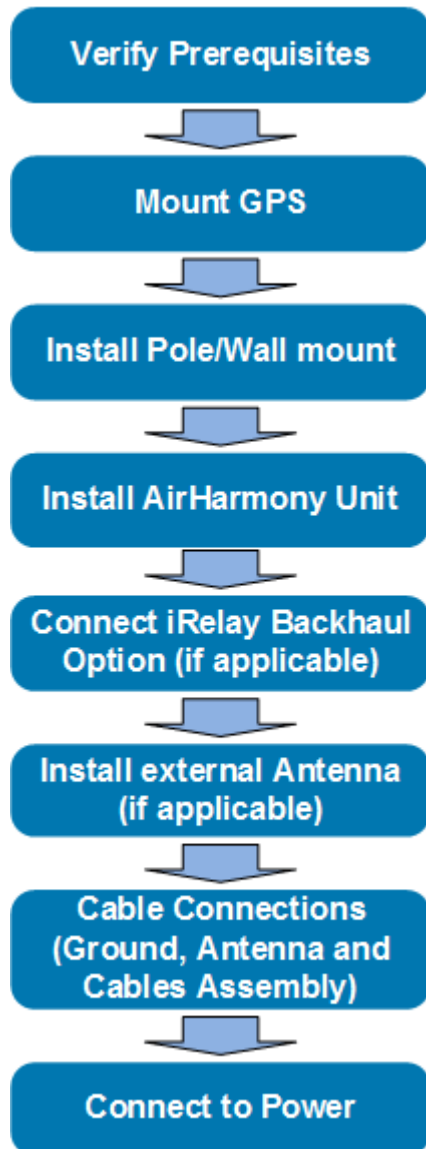 Verify Prerequisites
Mount GPS
Install Pole/Wall mount
Install AirHarmony Unit
Connect iRelay Backhaul
Option (if applicable)
Install external Antenna
(if applicable)
Cable Connections
(Ground, Antenna and
Cables Assembly)
Connect to Power